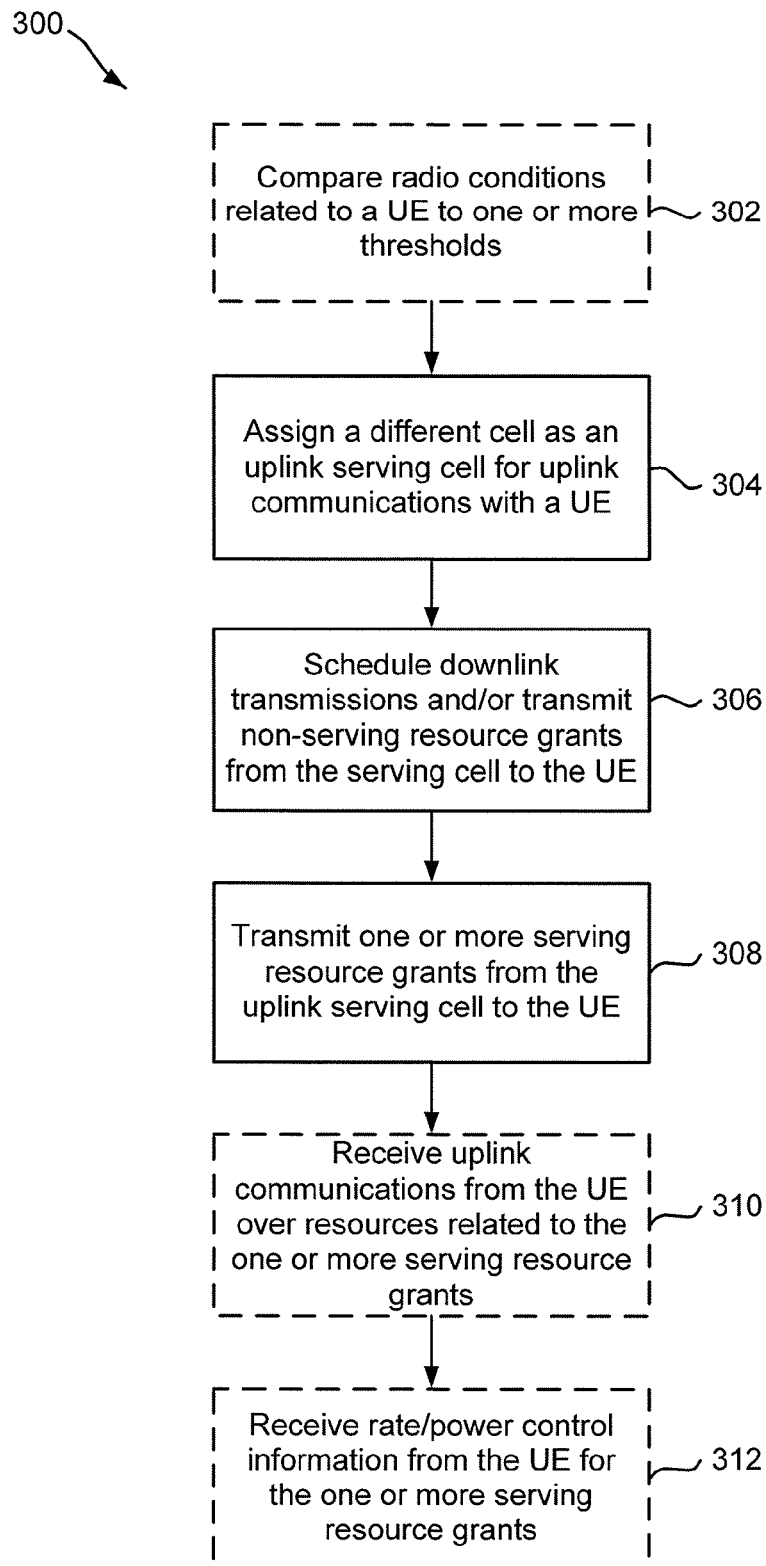 300
Compare radio conditions
related to a UE to one or more
thresholds
302
Assign a different cell as an
uplink serving cell for uplink
communications with a UE
304
Schedule downlink
transmissions and/or transmit
non-serving resource grants
from the serving cell to the UE
306
Transmit one or more serving
resource grants from the
uplink serving cell to the UE
308
Receive uplink
communications from the UE
over resources related to the
one or more serving resource
grants
310
Receive rate/power control
information from the UE for
the one or more serving
resource grants
312